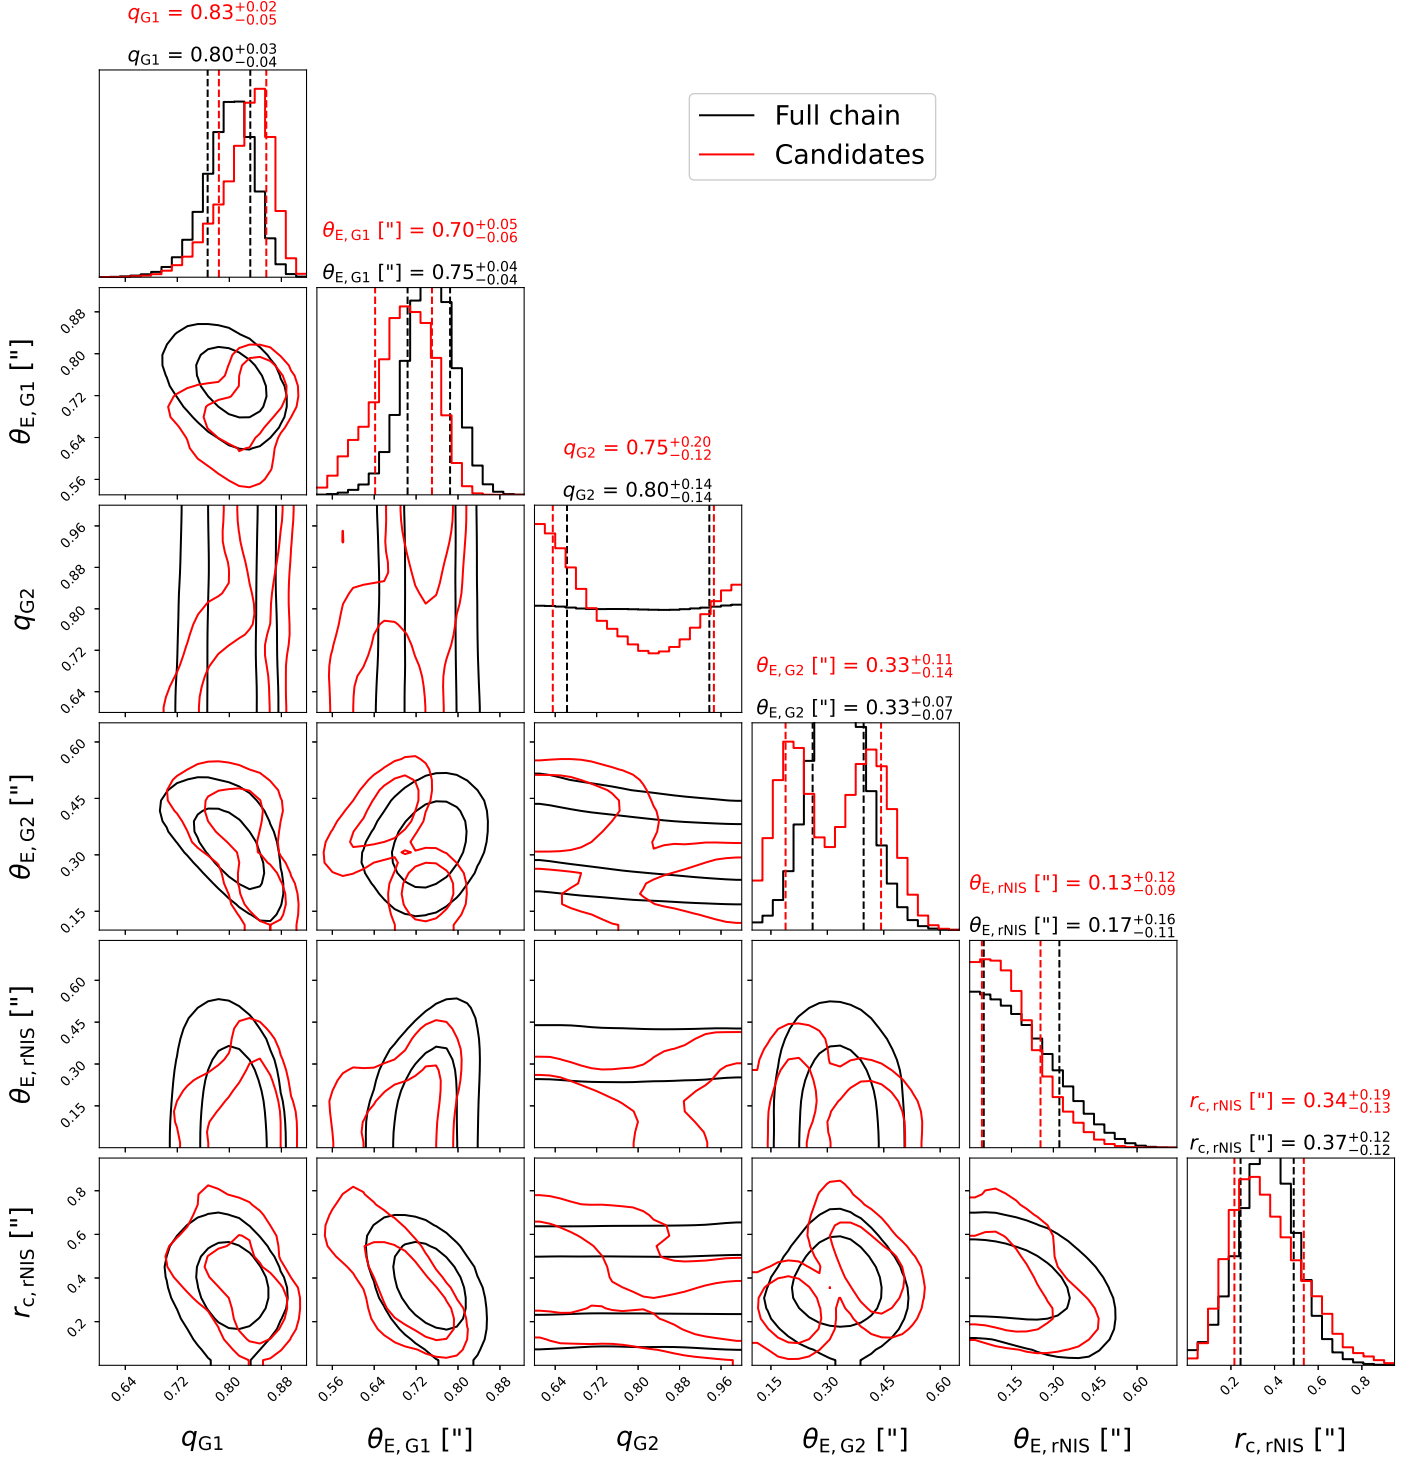 q_G1 = 0.83 +0.02 −0.05
q_G1 = 0.80 +0.03 −0.04
Full chain
Candidates
θ_E, G1 ["] = 0.70 +0.05 −0.06
θ_E, G1 ["] = 0.75 +0.04 −0.04
θ_E, G1 ["]
0.88
0.80
0.72
0.64
0.56
q_G2 = 0.75 +0.20 −0.12
q_G2 = 0.80 +0.14 −0.14
q_G2
0.96
0.88
0.80
0.72
0.64
θ_E, G2 ["] = 0.33 +0.11 −0.14
θ_E, G2 ["] = 0.33 +0.07 −0.07
θ_E, G2 ["]
0.60
0.45
0.30
0.15
θ_E, rNIS ["] = 0.13 +0.12 −0.09
θ_E, rNIS ["] = 0.17 +0.16 −0.11
θ_E, rNIS ["]
0.60
0.45
0.30
0.15
r_c, rNIS ["] = 0.34 +0.19 −0.13
r_c, rNIS ["] = 0.37 +0.12 −0.12
r_c, rNIS ["]
0.8
0.6
0.4
0.2
0.64 0.72 0.80 0.88
0.56 0.64 0.72 0.80 0.88
0.64 0.72 0.80 0.88 0.96
0.15 0.30 0.45 0.60
0.15 0.30 0.45 0.60
0.2 0.4 0.6 0.8
q_G1
θ_E, G1 ["]
q_G2
θ_E, G2 ["]
θ_E, rNIS ["]
r_c, rNIS ["]